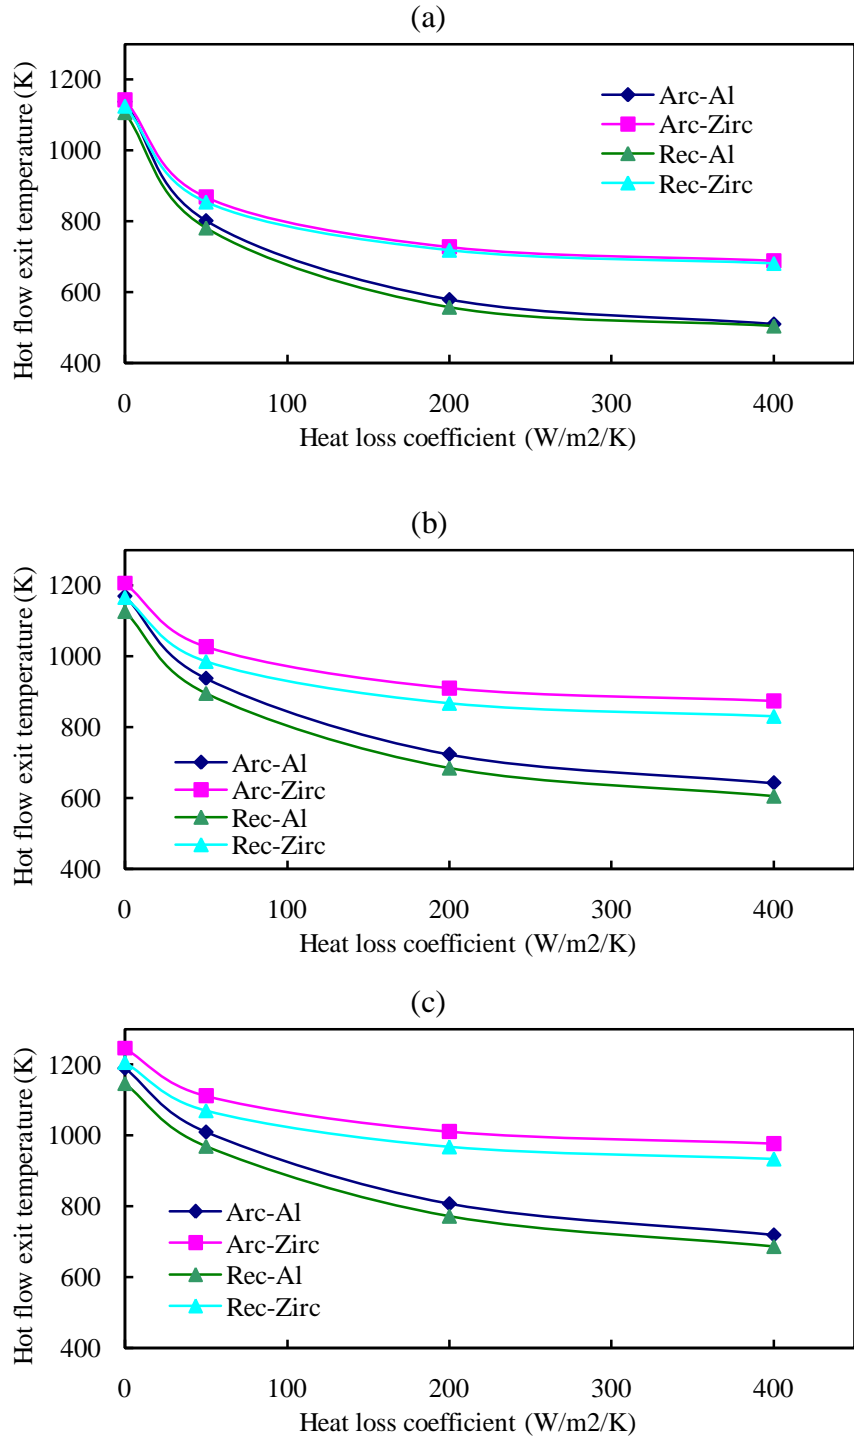 (a)
Hot flow exit temperature (K)
1200
1000
800
600
400
Arc-Al
Arc-Zirc
Rec-Al
Rec-Zirc
0 100 200 300 400
Heat loss coefficient (W/m2/K)
(b)
Hot flow exit temperature (K)
1200
1000
800
600
400
Arc-Al
Arc-Zirc
Rec-Al
Rec-Zirc
0 100 200 300 400
Heat loss coefficient (W/m2/K)
(c)
Hot flow exit temperature (K)
1200
1000
800
600
400
Arc-Al
Arc-Zirc
Rec-Al
Rec-Zirc
0 100 200 300 400
Heat loss coefficient (W/m2/K)